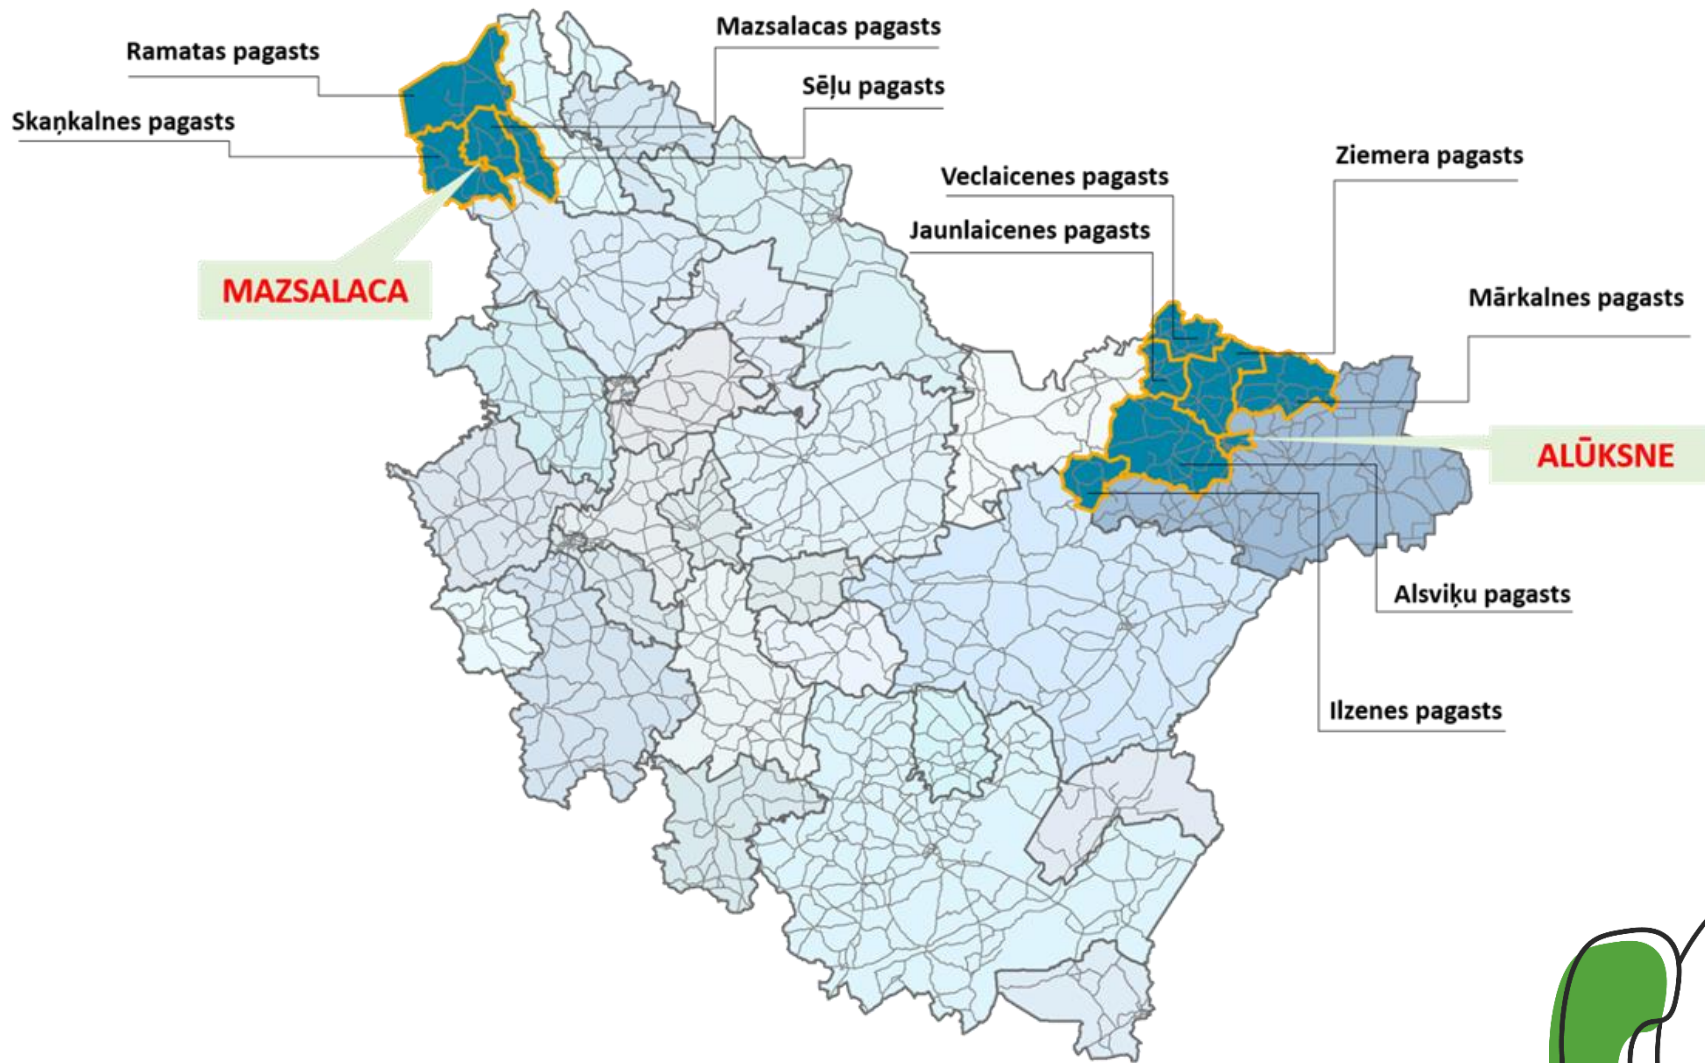 Mazsalacas pagasts
Ramatas pagasts
Sēļu pagasts
Skaņkalnes pagasts
MAZSALACA
Ziemera pagasts
Veclaicenes pagasts
Jaunlaicenes pagasts
Mārkalnes pagasts
ALŪKSNE
Alsviķu pagasts
Ilzenes pagasts